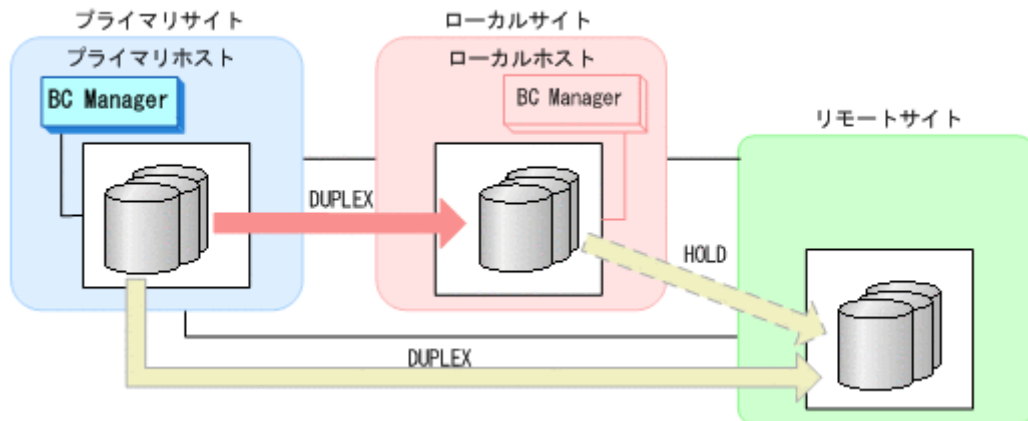 プライマリサイト
ローカルサイト
プライマリホスト
ローカルホスト
BC Manager
BC Manager
リモートサイト
DUPLEX
HOLD
DUPLEX